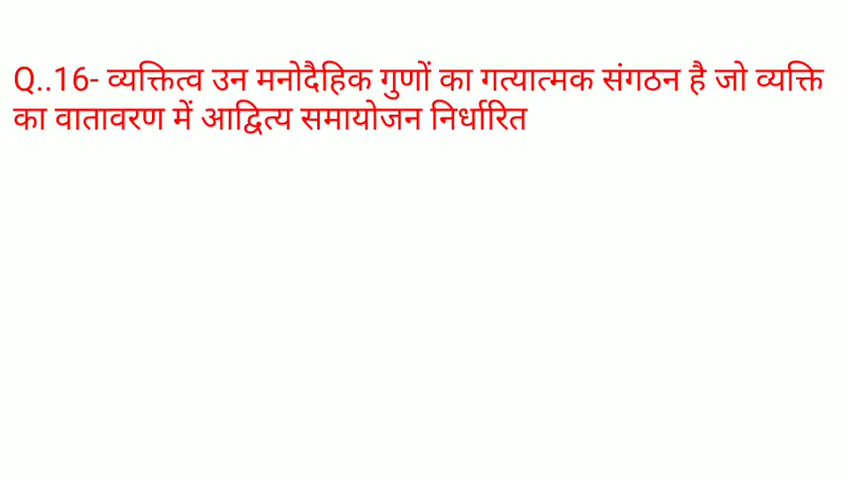 Q..16- व्यक्तित्व उन मनोदैहिक गुणों का गत्यात्मक संगठन है जो व्यक्ति
का वातावरण में आद्वित्य समायोजन निर्धारित